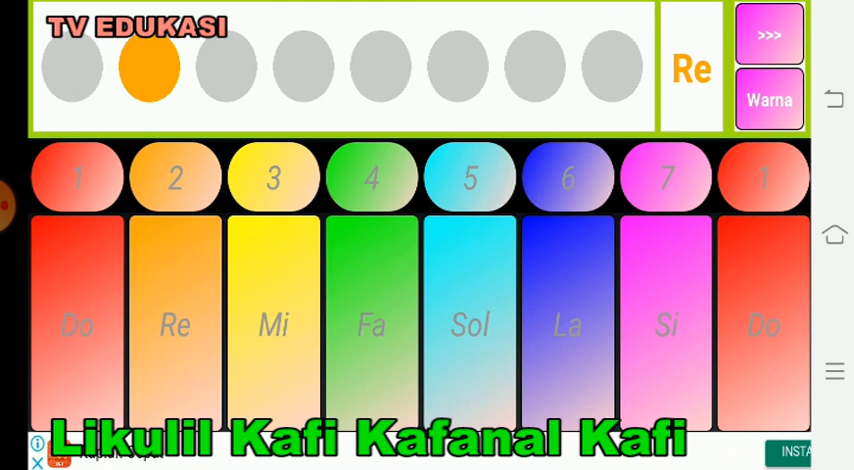 TV EDUKASI
Re
>>>
Warna
1 2 3 4 5 6 7 1
Do Re Mi Fa Sol La Si Do
Likulil Kafi Kafanal Kafi
INSTA